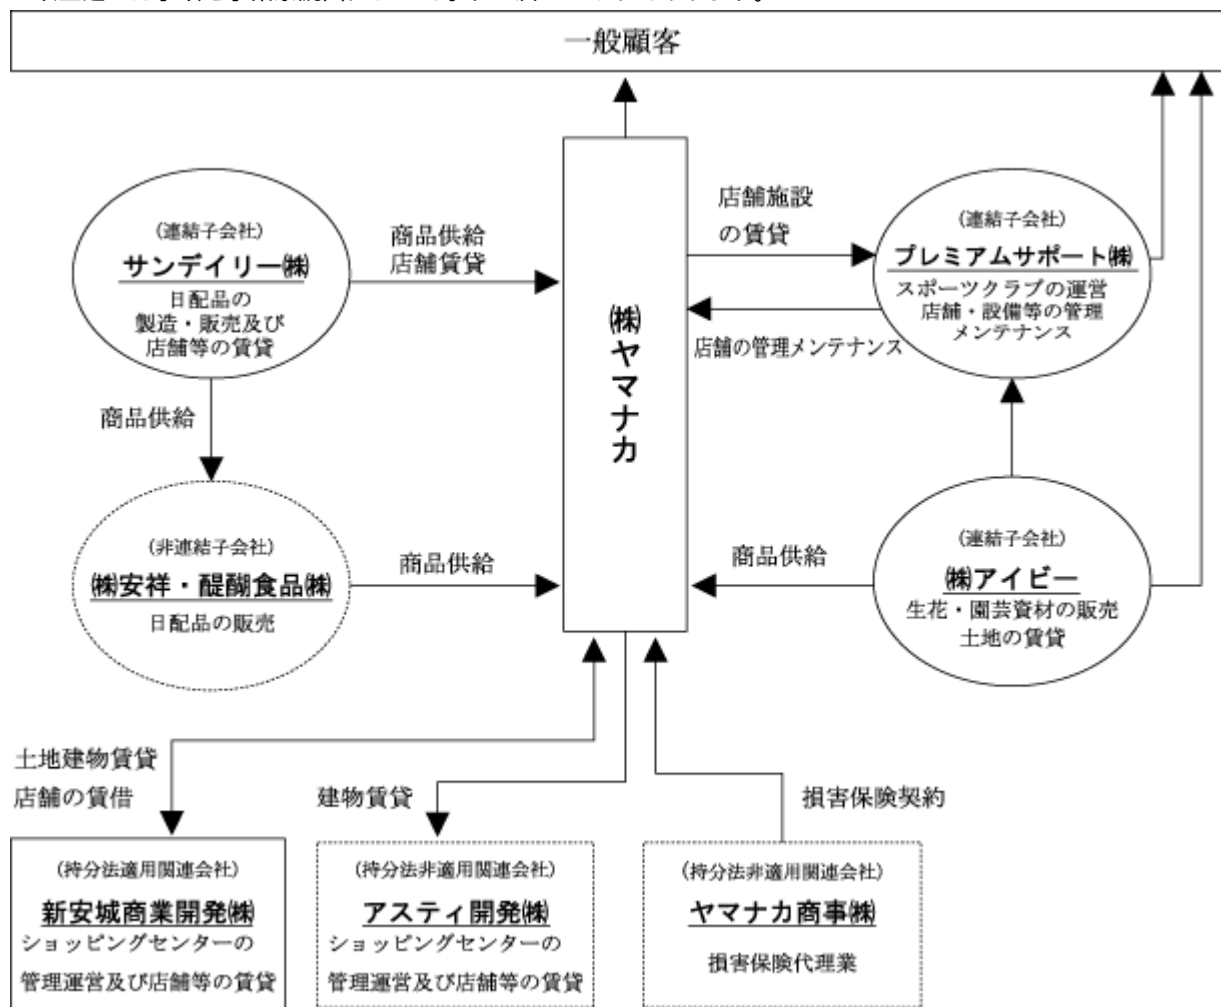 一般顧客
(連結子会社)
サンデイリー㈱
日配品の
製造・販売及び
店舗等の賃貸
商品供給
店舗賃貸
㈱ヤマナカ
店舗施設
の賃貸
店舗の管理メンテナンス
(連結子会社)
プレミアムサポート㈱
スポーツクラブの運営
店舗・設備等の管理
メンテナンス
商品供給
(非連結子会社)
㈱安祥・醍醐食品㈱
日配品の販売
商品供給
商品供給
(連結子会社)
㈱アイビー
生花・園芸資材の販売
土地の賃貸
土地建物賃貸
店舗の賃借
建物賃貸
損害保険契約
(持分法適用関連会社)
新安城商業開発㈱
ショッピングセンターの
管理運営及び店舗等の賃貸
(持分法非適用関連会社)
アスティ開発㈱
ショッピングセンターの
管理運営及び店舗等の賃貸
(持分法非適用関連会社)
ヤマナカ商事㈱
損害保険代理業